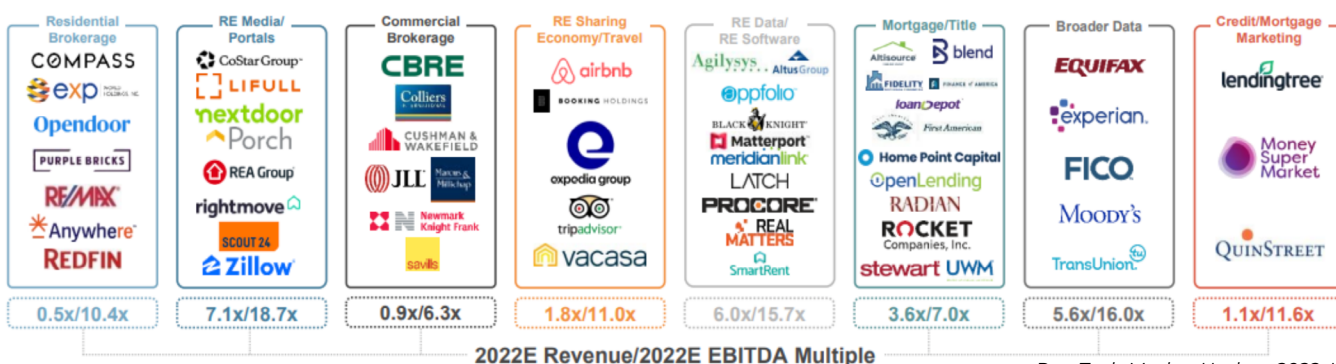 Residential
Brokerage
COMPASS
exp WORLD HOLDINGS, INC.
Opendoor
PURPLE BRICKS
RE/MAX
Anywhere
REDFIN
0.5x/10.4x
RE Media/
Portals
CoStar Group
LIFULL
nextdoor
Porch
REA Group
rightmove
SCOUT 24
Zillow
7.1x/18.7x
Commercial
Brokerage
CBRE
Colliers
CUSHMAN &
WAKEFIELD
JLL
Marcus &
Millichap
Newmark
Knight Frank
savills
0.9x/6.3x
RE Sharing
Economy/Travel
airbnb
BOOKING HOLDINGS
expedia group
tripadvisor
vacasa
1.8x/11.0x
RE Data/
RE Software
Agilysys
AltusGroup
appfolio
BLACK KNIGHT
Matterport
meridianlink
LATCH
PROCORE
REAL
MATTERS
SmartRent
6.0x/15.7x
Mortgage/Title
Altisource
blend
FIDELITY
FINANCE of AMERICA
loanDepot
First American
Home Point Capital
OpenLending
RADIAN
ROCKET
Companies, Inc.
stewart UWM
3.6x/7.0x
Broader Data
EQUIFAX
experian.
FICO
MOODY'S
TransUnion tu
5.6x/16.0x
Credit/Mortgage
Marketing
lendingtree
Money
Super
Market
QUINSTREET
1.1x/11.6x
2022E Revenue/2022E EBITDA Multiple